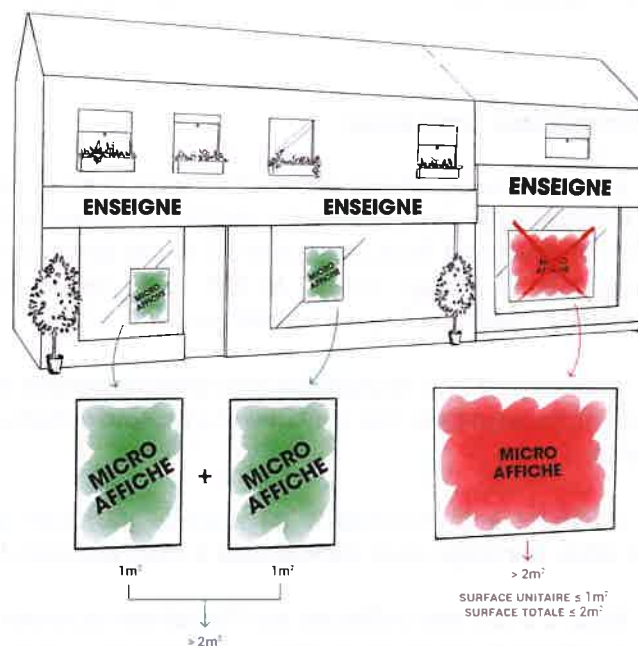 ENSEIGNE
ENSEIGNE
ENSEIGNE
MICRO
AFFICHE
MICRO
AFFICHE
MICRO
AFFICHE
MICRO
AFFICHE
+
MICRO
AFFICHE
MICRO
AFFICHE
1m²
1m²
> 2m²
> 2m²
SURFACE UNITAIRE ≤ 1m²
SURFACE TOTALE ≤ 2m²